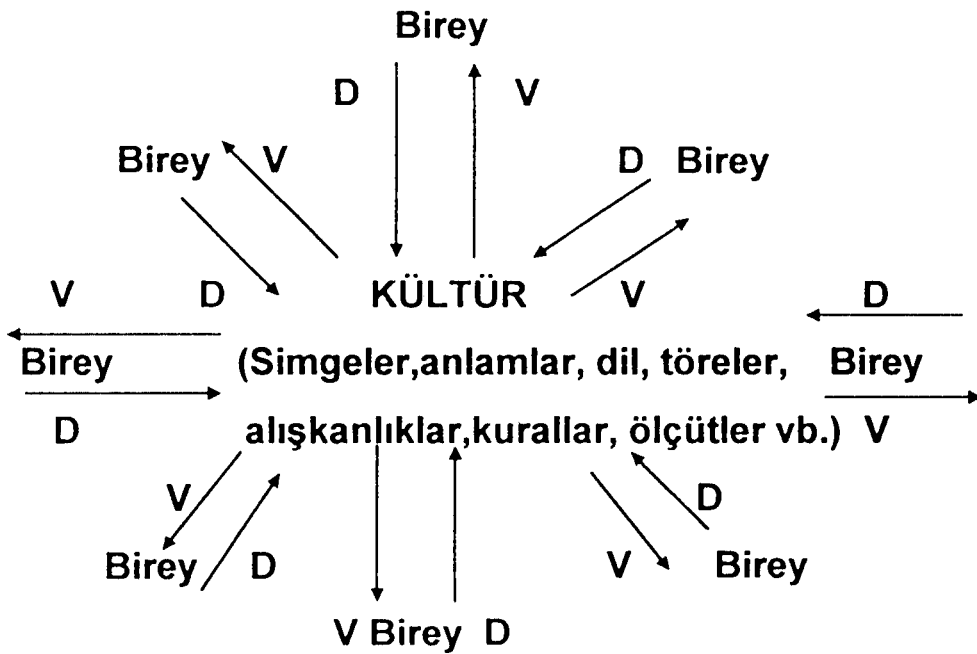 Birey
D V
Birey V D Birey
V D KÜLTÜR V D
Birey (Simgeler,anlamlar, dil, töreler, Birey
D alışkanlıklar,kurallar, ölçütler vb.) V
V D
Birey D V Birey
V Birey D